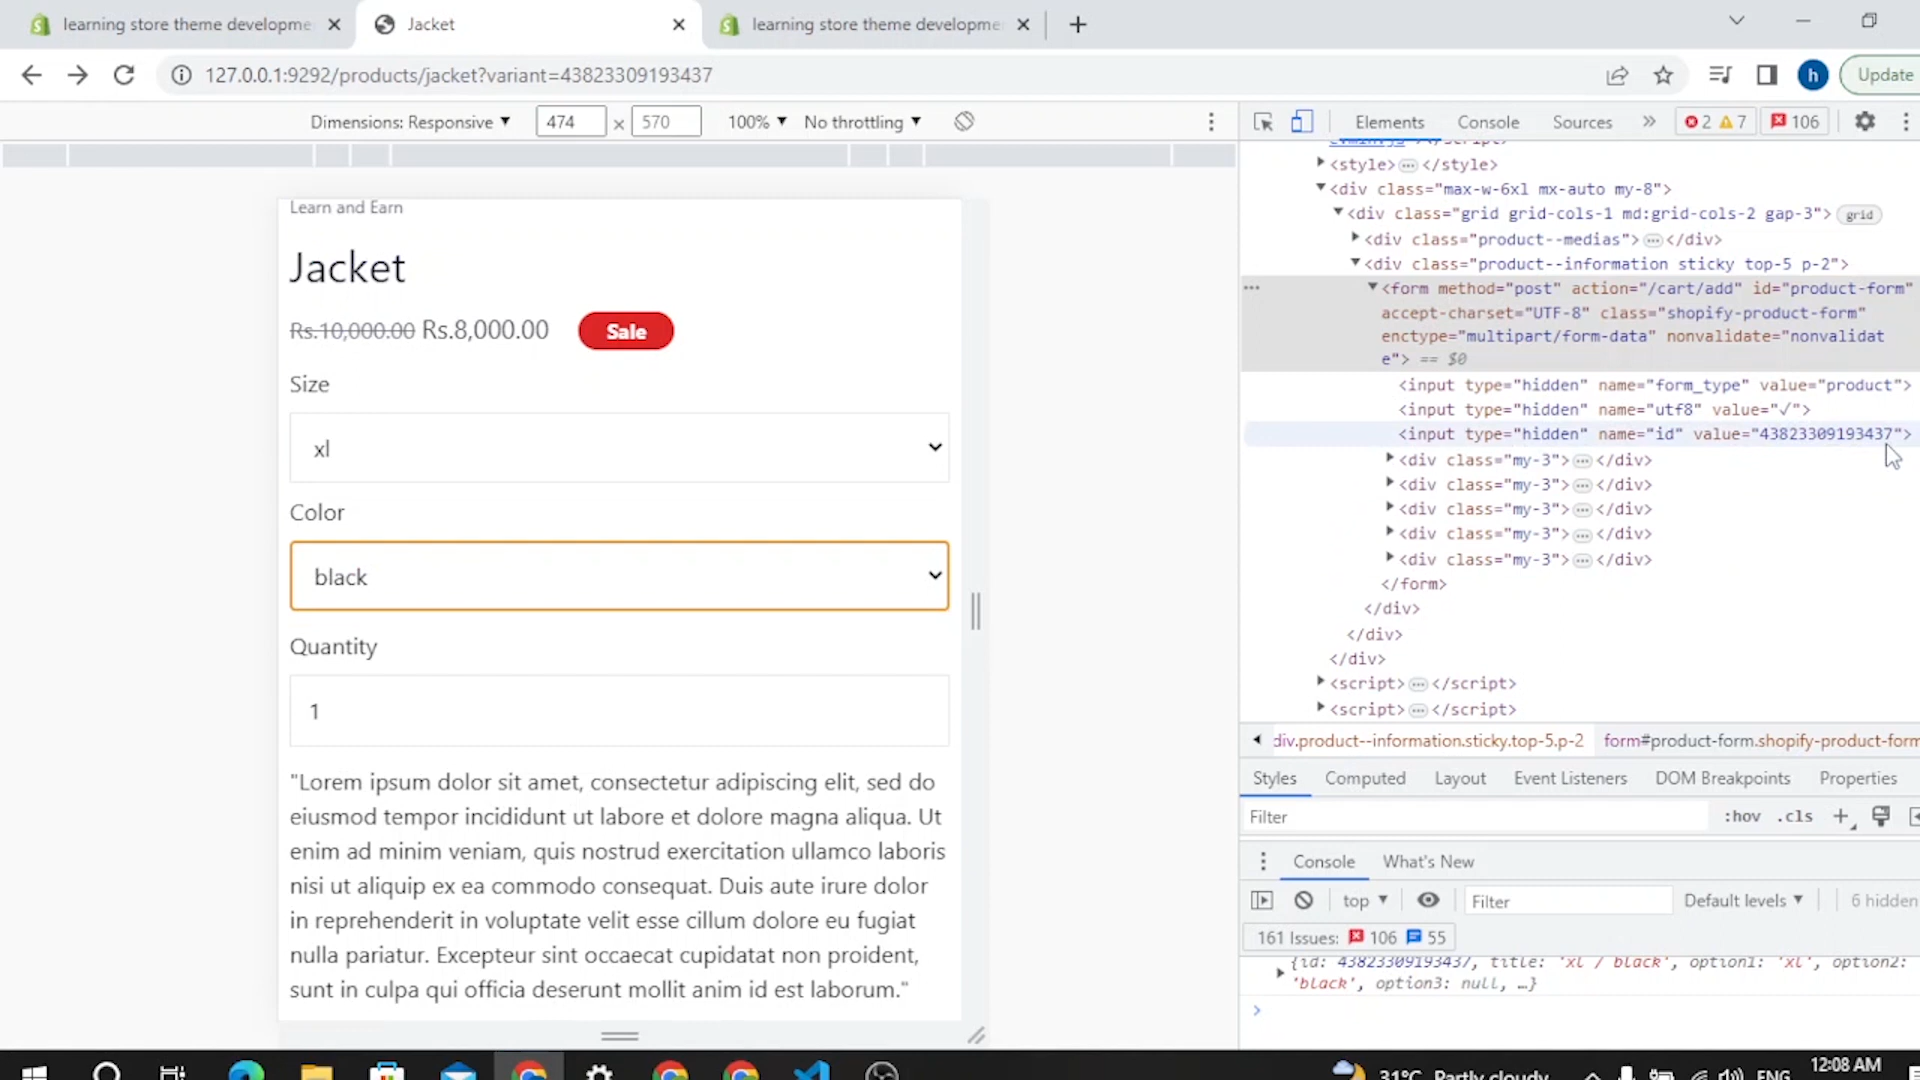 learning store theme developme
Jacket
learning store theme developme
127.0.0.1:9292/products/jacket?variant=43823309193437
h
Update
Dimensions: Responsive
474 × 570
100%
No throttling
Elements
Console
Sources
»
2
7
106
<style>…</style>
<div class="max-w-6xl mx-auto my-8">
<div class="grid grid-cols-1 md:grid-cols-2 gap-3"> grid
<div class="product--medias">…</div>
<div class="product--information sticky top-5 p-2">
<form method="post" action="/cart/add" id="product-form"
accept-charset="UTF-8" class="shopify-product-form"
enctype="multipart/form-data" nonvalidate="nonvalidat
e"> == $0
<input type="hidden" name="form_type" value="product">
<input type="hidden" name="utf8" value="✓">
<input type="hidden" name="id" value="43823309193437">
<div class="my-3">…</div>
<div class="my-3">…</div>
<div class="my-3">…</div>
<div class="my-3">…</div>
<div class="my-3">…</div>
</form>
</div>
</div>
</div>
<script>…</script>
<script>…</script>
div.product--information.sticky.top-5.p-2
form#product-form.shopify-product-form
Styles
Computed
Layout
Event Listeners
DOM Breakpoints
Properties
Filter
:hov
.cls
Console
What's New
top
Filter
Default levels
6 hidden
161 Issues: 106 55
{id: 43823309193437, title: 'xl / black', option1: 'xl', option2:
'black', option3: null, …}
Learn and Earn
Jacket
Rs.10,000.00 Rs.8,000.00 Sale
Size
xl
Color
black
Quantity
1
"Lorem ipsum dolor sit amet, consectetur adipiscing elit, sed do
eiusmod tempor incididunt ut labore et dolore magna aliqua. Ut
enim ad minim veniam, quis nostrud exercitation ullamco laboris
nisi ut aliquip ex ea commodo consequat. Duis aute irure dolor
in reprehenderit in voluptate velit esse cillum dolore eu fugiat
nulla pariatur. Excepteur sint occaecat cupidatat non proident,
sunt in culpa qui officia deserunt mollit anim id est laborum."
31°C Partly cloudy
ENG
12:08 AM